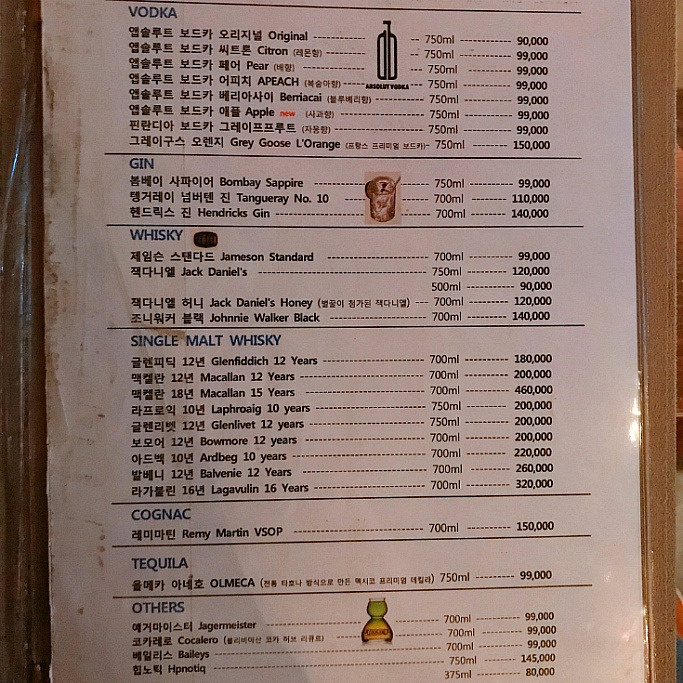 VODKA
앱솔루트 보드카 오리지널 Original 750ml 90,000
앱솔루트 보드카 씨트론 Citron (레몬향) 750ml 99,000
앱솔루트 보드카 페어 Pear (배향) 750ml 99,000
앱솔루트 보드카 어피치 APEACH (복숭아향) 750ml 99,000
ABSOLUT VODKA
앱솔루트 보드카 베리아사이 Berriacai (블루베리향) 750ml 99,000
앱솔루트 보드카 애플 Apple new (사과향) 750ml 99,000
핀란디아 보드카 그레이프프루트 (자몽향) 750ml 99,000
그레이구스 오렌지 Grey Goose L'Orange (프랑스 프리미엄 보드카) 750ml 150,000
GIN
봄베이 사파이어 Bombay Sappire 750ml 99,000
텡거레이 넘버텐 진 Tangueray No. 10 700ml 110,000
헨드릭스 진 Hendricks Gin 700ml 140,000
WHISKY
제임슨 스탠다드 Jameson Standard 700ml 99,000
잭다니엘 Jack Daniel's 750ml 120,000
500ml 90,000
잭다니엘 허니 Jack Daniel's Honey (벌꿀이 첨가된 잭다니엘) 700ml 120,000
조니워커 블랙 Johnnie Walker Black 700ml 140,000
SINGLE MALT WHISKY
글렌피딕 12년 Glenfiddich 12 Years 700ml 180,000
맥켈란 12년 Macallan 12 Years 700ml 200,000
맥켈란 18년 Macallan 15 Years 700ml 460,000
라프로익 10년 Laphroaig 10 years 750ml 200,000
글렌리벳 12년 Glenlivet 12 years 750ml 200,000
보모어 12년 Bowmore 12 years 700ml 200,000
아드벡 10년 Ardbeg 10 years 700ml 220,000
발베니 12년 Balvenie 12 Years 700ml 260,000
라가불린 16년 Lagavulin 16 Years 700ml 320,000
COGNAC
레미마틴 Remy Martin VSOP 700ml 150,000
TEQUILA
올메카 아네호 OLMECA (전통 타호나 방식으로 만든 멕시코 프리미엄 데킬라) 750ml 99,000
OTHERS
예거마이스터 Jagermeister 700ml 99,000
코카레로 Cocalero (볼리비아산 코카 허브 리큐르) 700ml 99,000
베일리스 Baileys 700ml 99,000
힙노틱 Hpnotiq 750ml 145,000
375ml 80,000